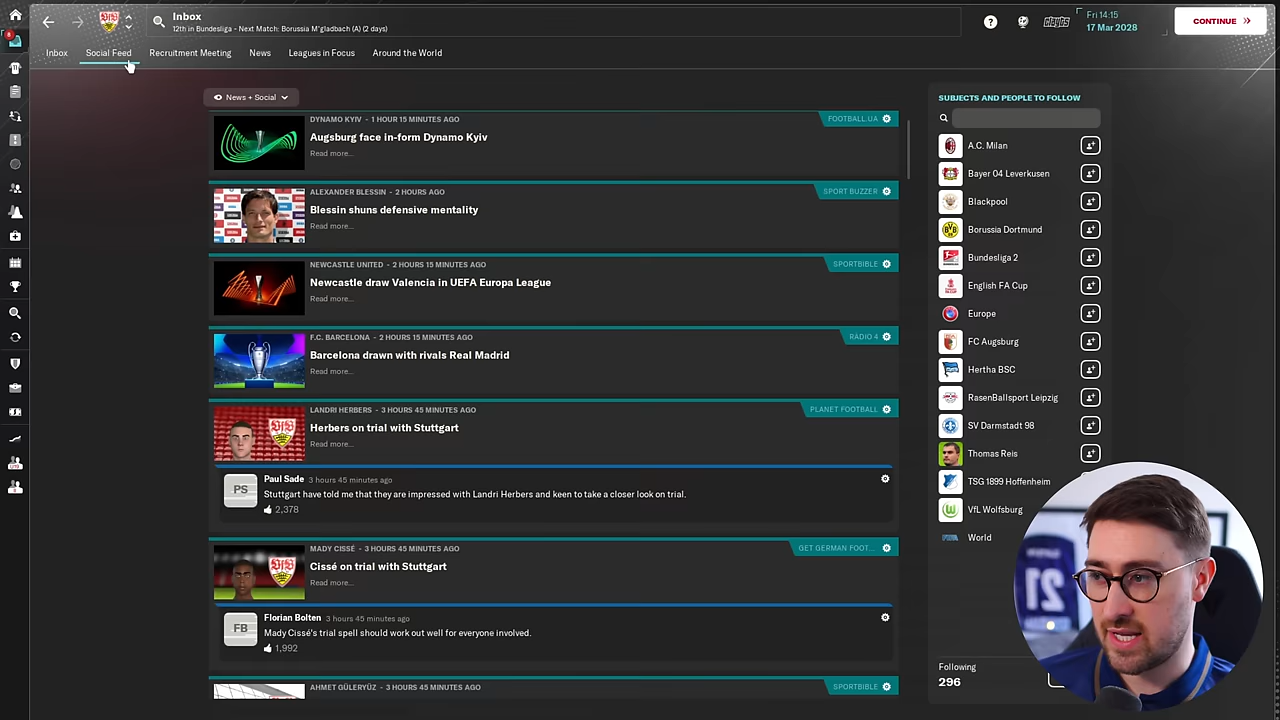 Inbox
12th in Bundesliga - Next Match: Borussia M'gladbach (A) (2 days)
?
clayts
Fri 14:15
17 Mar 2028
CONTINUE
8
Inbox
Social Feed
Recruitment Meeting
News
Leagues in Focus
Around the World
News + Social
DYNAMO KYIV - 1 HOUR 15 MINUTES AGO
FOOTBALL.UA
Augsburg face in-form Dynamo Kyiv
Read more...
ALEXANDER BLESSIN - 2 HOURS AGO
SPORT BUZZER
Blessin shuns defensive mentality
Read more...
NEWCASTLE UNITED - 2 HOURS 15 MINUTES AGO
SPORTBIBLE
Newcastle draw Valencia in UEFA Europa League
Read more...
F.C. BARCELONA - 2 HOURS 15 MINUTES AGO
RADIO 4
Barcelona drawn with rivals Real Madrid
Read more...
LANDRI HERBERS - 3 HOURS 45 MINUTES AGO
PLANET FOOTBALL
Herbers on trial with Stuttgart
Read more...
PS
Paul Sade 3 hours 45 minutes ago
Stuttgart have told me that they are impressed with Landri Herbers and keen to take a closer look on trial.
2,378
MADY CISSÉ - 3 HOURS 45 MINUTES AGO
GET GERMAN FOOT...
Cissé on trial with Stuttgart
Read more...
FB
Florian Bolten 3 hours 45 minutes ago
Mady Cissé's trial spell should work out well for everyone involved.
1,992
AHMET GÜLERYÜZ - 3 HOURS 45 MINUTES AGO
SPORTBIBLE
SUBJECTS AND PEOPLE TO FOLLOW
A.C. Milan
Bayer 04 Leverkusen
Blackpool
Borussia Dortmund
Bundesliga 2
English FA Cup
Europe
FC Augsburg
Hertha BSC
RasenBallsport Leipzig
SV Darmstadt 98
Thomas Reis
TSG 1899 Hoffenheim
VfL Wolfsburg
World
Following
296
21